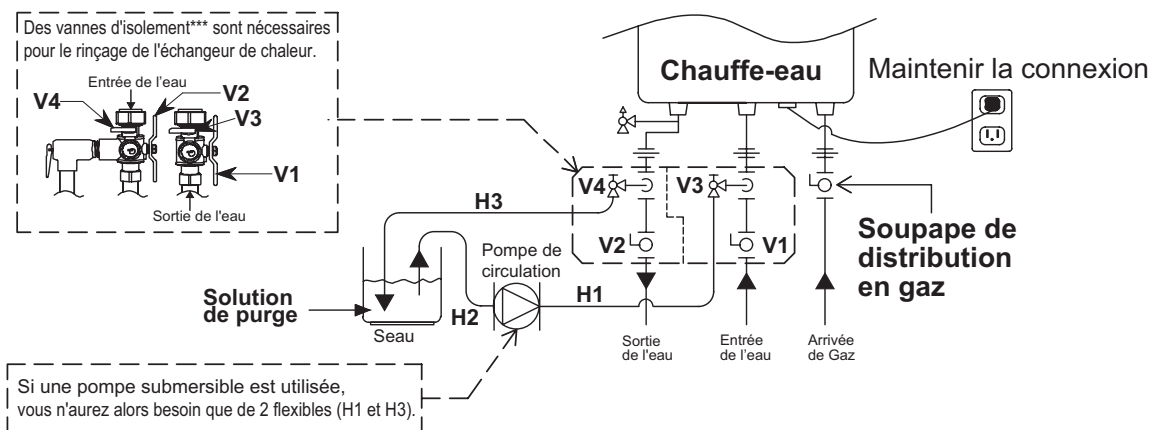 Des vannes d'isolement*** sont nécessaires
pour le rinçage de l'échangeur de chaleur.
Entrée de l'eau
V4
V2
V3
V1
Sortie de l'eau
Chauffe-eau
Maintenir la connexion
V4
V3
V2
V1
H3
Pompe de
circulation
H1
H2
Solution
de purge
Seau
Soupape de
distribution
en gaz
Sortie
de l'eau
Entrée
de l'eau
Arrivée
de Gaz
Si une pompe submersible est utilisée,
vous n'aurez alors besoin que de 2 flexibles (H1 et H3).